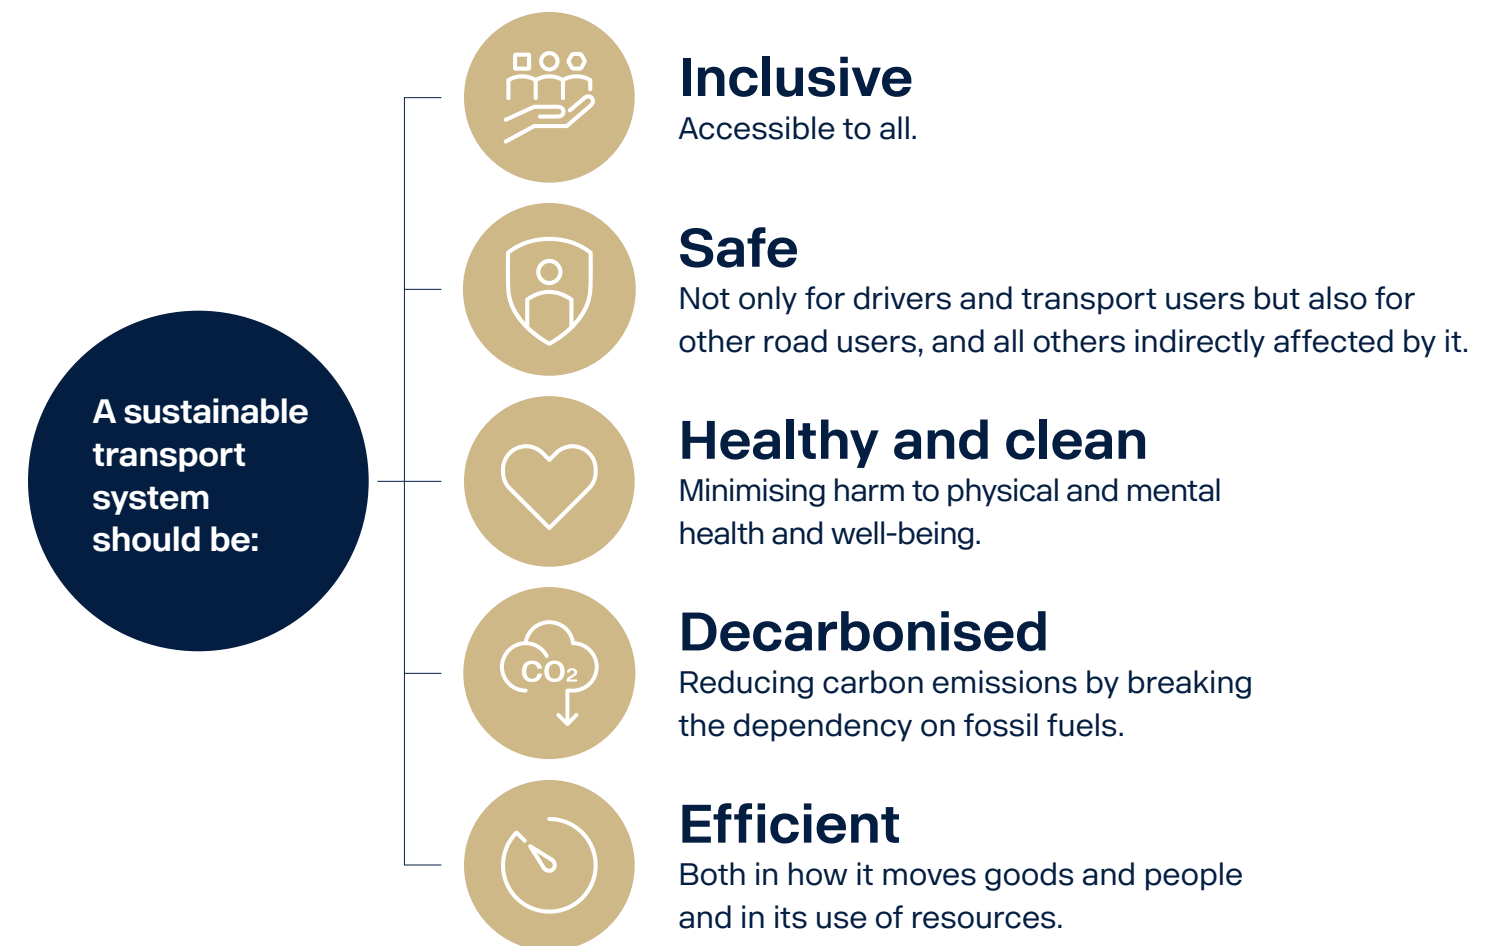 A sustainable
transport
system
should be:
Inclusive
Accessible to all.
Safe
Not only for drivers and transport users but also for
other road users, and all others indirectly affected by it.
Healthy and clean
Minimising harm to physical and mental
health and well-being.
CO₂
Decarbonised
Reducing carbon emissions by breaking
the dependency on fossil fuels.
Efficient
Both in how it moves goods and people
and in its use of resources.